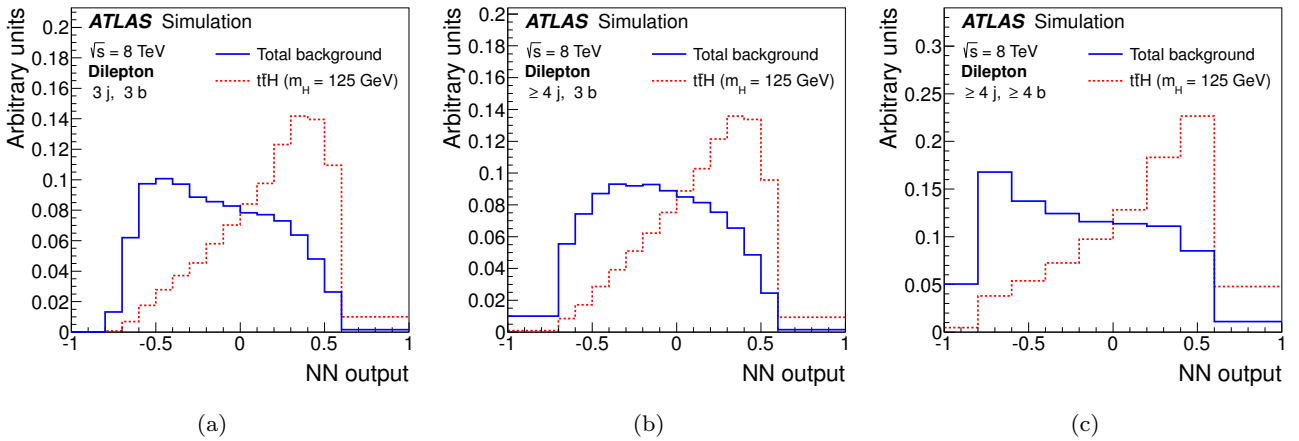 Arbitrary units
0
0.02
0.04
0.06
0.08
0.1
0.12
0.14
0.16
0.18
0.2
ATLAS Simulation
√s = 8 TeV
Dilepton
3 j, 3 b
Total background
tt̄H (m_H = 125 GeV)
-1 -0.5 0 0.5 1
NN output
(a)
Arbitrary units
0
0.02
0.04
0.06
0.08
0.1
0.12
0.14
0.16
0.18
0.2
ATLAS Simulation
√s = 8 TeV
Dilepton
≥ 4 j, 3 b
Total background
tt̄H (m_H = 125 GeV)
-1 -0.5 0 0.5 1
NN output
(b)
Arbitrary units
0
0.05
0.1
0.15
0.2
0.25
0.3
ATLAS Simulation
√s = 8 TeV
Dilepton
≥ 4 j, ≥ 4 b
Total background
tt̄H (m_H = 125 GeV)
-1 -0.5 0 0.5 1
NN output
(c)